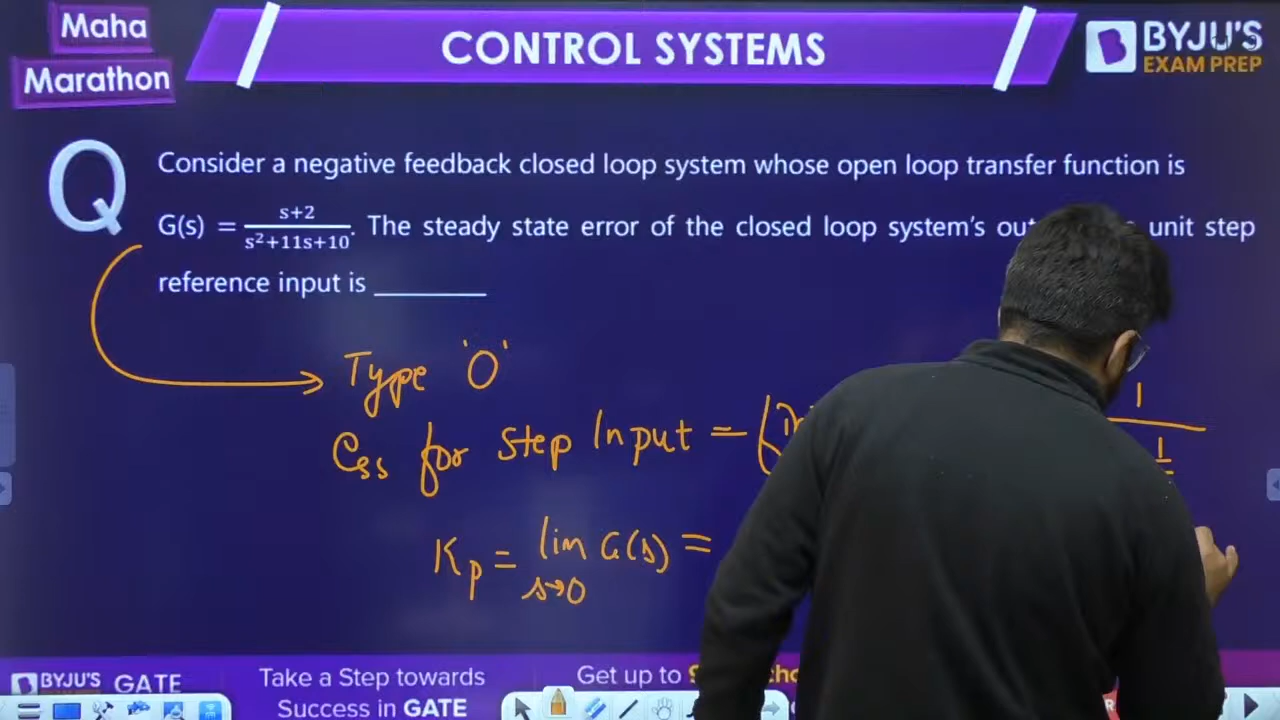 Maha
Marathon
CONTROL SYSTEMS
BYJU'S
EXAM PREP
Q
Consider a negative feedback closed loop system whose open loop transfer function is
G(s) = s+2 / s²+11s+10. The steady state error of the closed loop system's unit step
reference input is ________
Type '0'
ess for step Input =
1
1
Kp = lim G(s) =
s→0
BYJU'S GATE
Take a Step towards
Success in GATE
Get up to